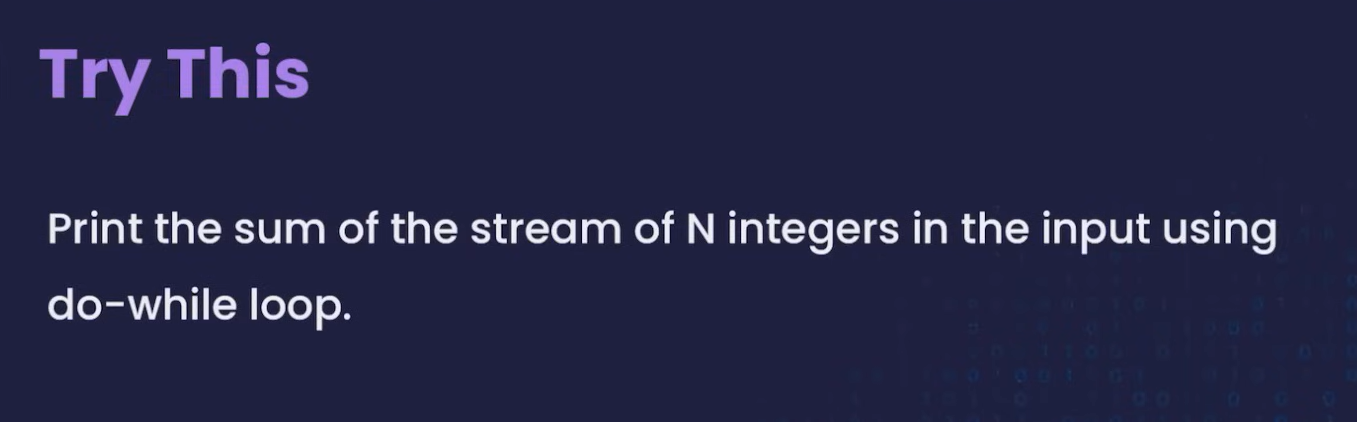 Try This
Print the sum of the stream of N integers in the input using
do-while loop.